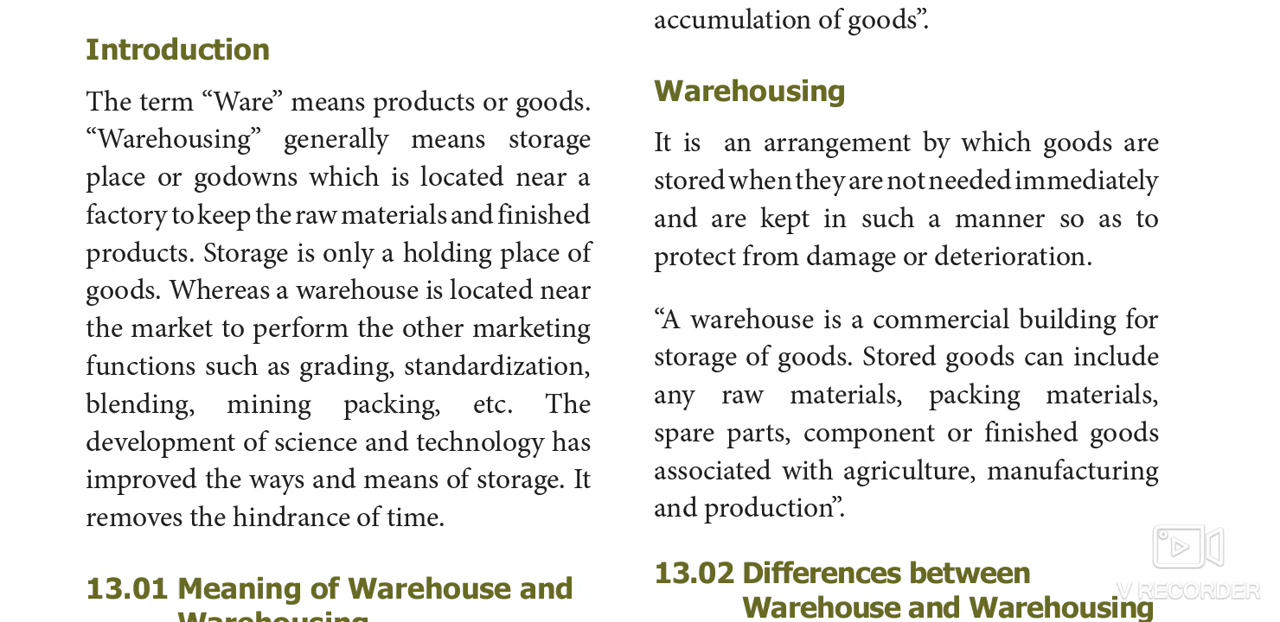 Introduction
The term “Ware” means products or goods.
“Warehousing” generally means storage
place or godowns which is located near a
factory to keep the raw materials and finished
products. Storage is only a holding place of
goods. Whereas a warehouse is located near
the market to perform the other marketing
functions such as grading, standardization,
blending, mining packing, etc. The
development of science and technology has
improved the ways and means of storage. It
removes the hindrance of time.
13.01 Meaning of Warehouse and
Warehousing
accumulation of goods”.
Warehousing
It is an arrangement by which goods are
stored when they are not needed immediately
and are kept in such a manner so as to
protect from damage or deterioration.
“A warehouse is a commercial building for
storage of goods. Stored goods can include
any raw materials, packing materials,
spare parts, component or finished goods
associated with agriculture, manufacturing
and production”.
13.02 Differences between
Warehouse and Warehousing
V RECORDER